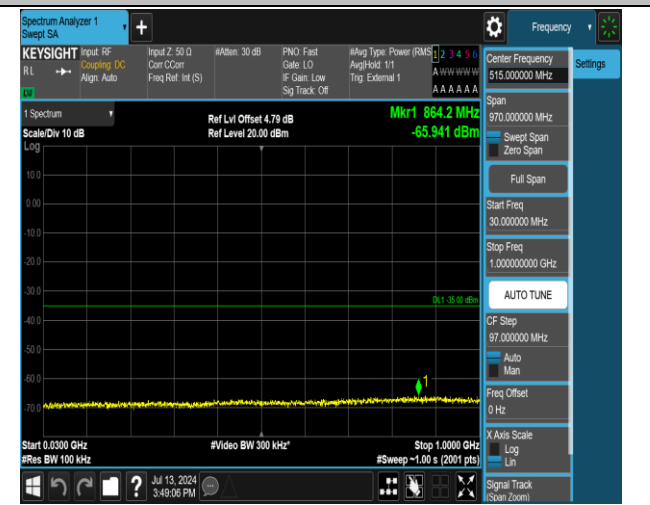 Spectrum Analyzer 1
Swept SA
+
Frequency
KEYSIGHT
RL
Input: RF
Coupling: DC
Align: Auto
Input Z: 50 Ω
Corr CCorr
Freq Ref: Int (S)
#Atten: 30 dB
PNO: Fast
Gate: LO
IF Gain: Low
Sig Track: Off
#Avg Type: Power (RMS
Avg|Hold: 1/1
Trig: External 1
1 2 3 4 5 6
A W W W W W
A A A A A A
LVI
1 Spectrum
Scale/Div 10 dB
Log
Ref Lvl Offset 4.79 dB
Ref Level 20.00 dBm
Mkr1 864.2 MHz
-65.941 dBm
10.0
0.00
-10.0
-20.0
-30.0
DL1 -35.00 dBm
-40.0
-50.0
-60.0
1
-70.0
Start 0.0300 GHz
#Res BW 100 kHz
#Video BW 300 kHz*
Stop 1.0000 GHz
#Sweep ~1.00 s (2001 pts)
?
Jul 13, 2024
3:49:06 PM
Center Frequency
515.000000 MHz
Settings
Span
970.000000 MHz
Swept Span
Zero Span
Full Span
Start Freq
30.000000 MHz
Stop Freq
1.000000000 GHz
AUTO TUNE
CF Step
97.000000 MHz
Auto
Man
Freq Offset
0 Hz
X Axis Scale
Log
Lin
Signal Track
(Span Zoom)